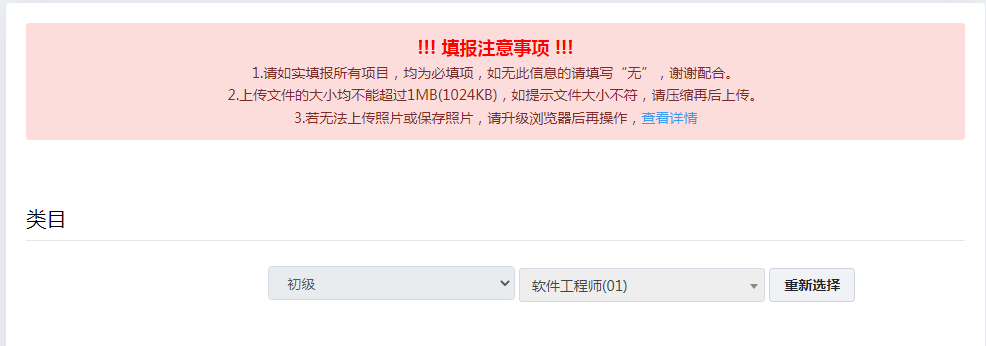 !!! 填报注意事项 !!!
1.请如实填报所有项目，均为必填项，如无此信息的请填写“无”，谢谢配合。
2.上传文件的大小均不能超过1MB(1024KB)，如提示文件大小不符，请压缩再后上传。
3.若无法上传照片或保存照片，请升级浏览器后再操作，查看详情
类目
初级 软件工程师(01) 重新选择